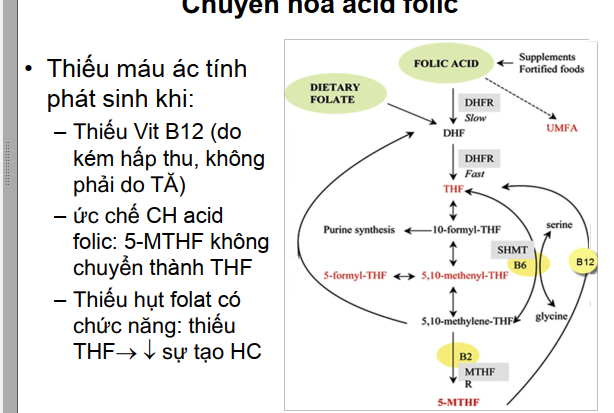 Chuyển hóa acid folic
• Thiếu máu ác tính
phát sinh khi:
– Thiếu Vit B12 (do
kém hấp thu, không
phải do TĂ)
– ức chế CH acid
folic: 5-MTHF không
chuyển thành THF
– Thiếu hụt folat có
chức năng: thiếu
THF→ ↓ sự tạo HC
FOLIC ACID
Supplements
Fortified foods
DIETARY
FOLATE
DHFR
Slow
UMFA
DHF
DHFR
Fast
THF
Purine synthesis
10-formyl-THF
serine
SHMT
B6
B12
5-formyl-THF
5,10-methenyl-THF
glycine
5,10-methylene-THF
B2
MTHF
R
5-MTHF